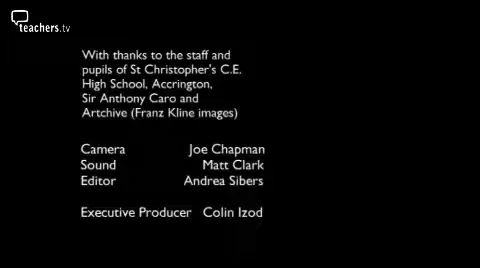 teachers.tv
With thanks to the staff and
pupils of St Christopher's C.E.
High School, Accrington,
Sir Anthony Caro and
Artchive (Franz Kline images)
Camera Joe Chapman
Sound Matt Clark
Editor Andrea Sibers
Executive Producer Colin Izod